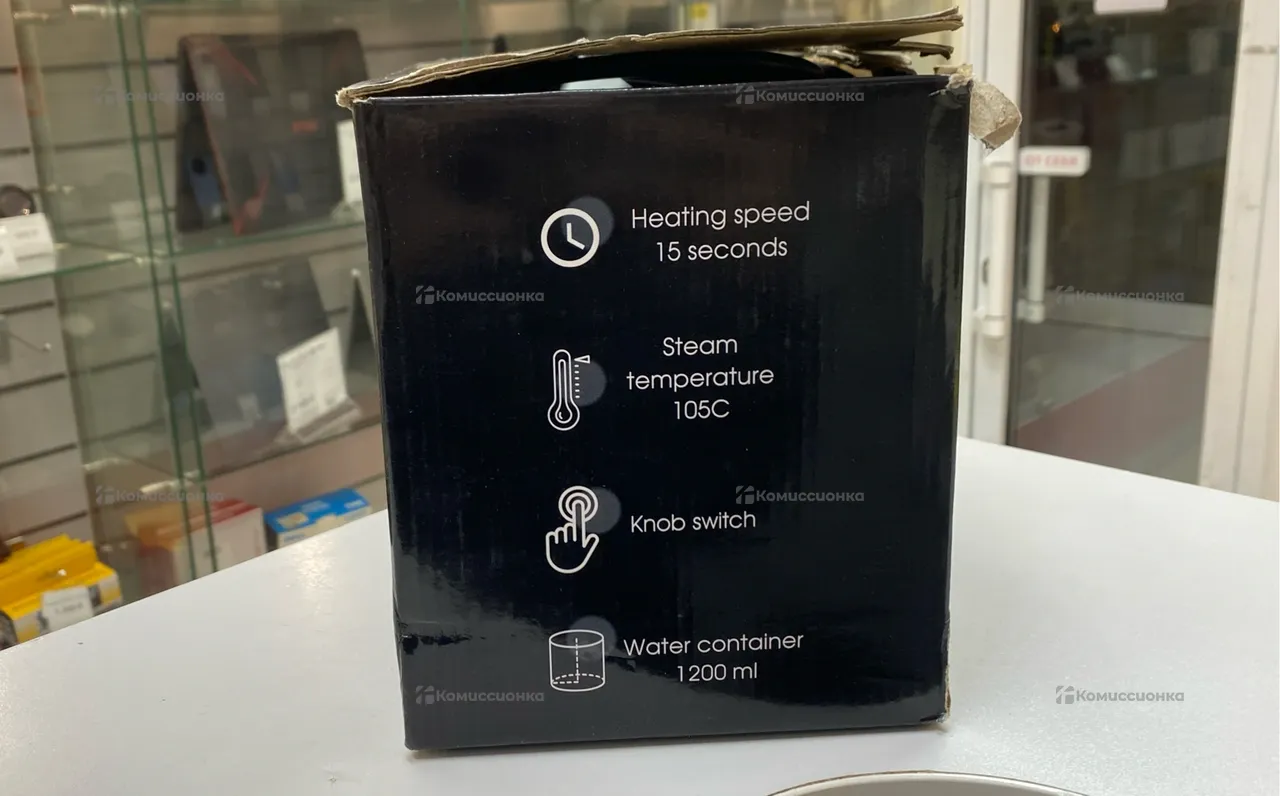 Комиссионка
Комиссионка
Heating speed
15 seconds
Комиссионка
Комиссионка
Steam
temperature
105C
Комиссионка
Комиссионка
Knob switch
Water container
1200 ml
Комиссионка
Комиссионка